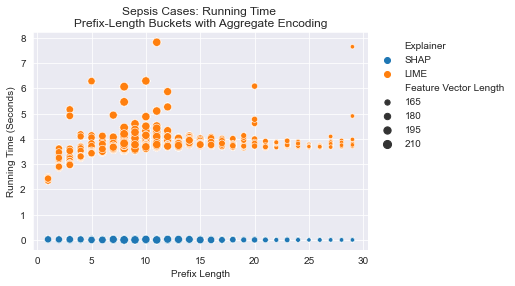 Sepsis Cases: Running Time
Prefix-Length Buckets with Aggregate Encoding
Running Time (Seconds)
8
7
6
5
4
3
2
1
0
0
5
10
15
20
25
30
Prefix Length
Explainer
SHAP
LIME
Feature Vector Length
165
180
195
210